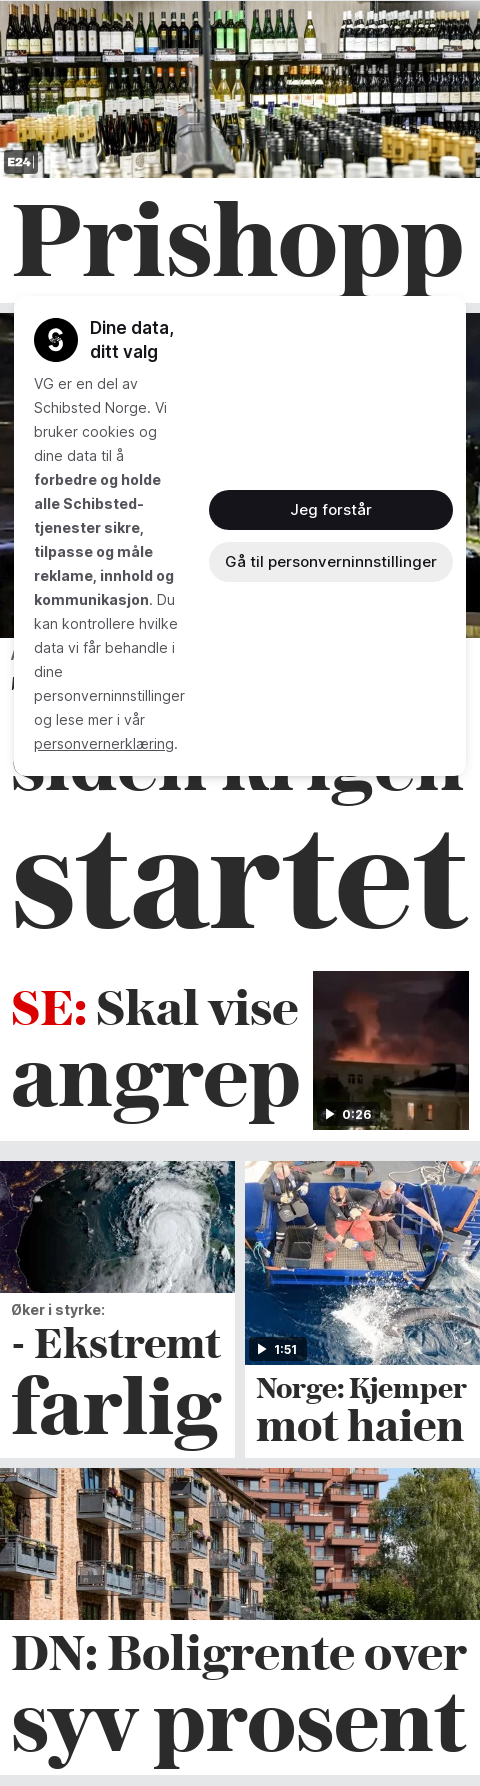 E24
Prishopp
Dine data,
ditt valg
VG er en del av
Schibsted Norge. Vi
bruker cookies og
dine data til å
forbedre og holde
alle Schibsted-
tjenester sikre,
tilpasse og måle
reklame, innhold og
kommunikasjon. Du
kan kontrollere hvilke
data vi får behandle i
dine
personverninnstillinger
og lese mer i vår
personvernerklæring.
Jeg forstår
Gå til personverninnstillinger
siden krigen
startet
SE: Skal vise
angrep
0:26
Øker i styrke:
- Ekstremt
farlig
1:51
Norge: Kjemper
mot haien
DN: Boligrente over
syv prosent